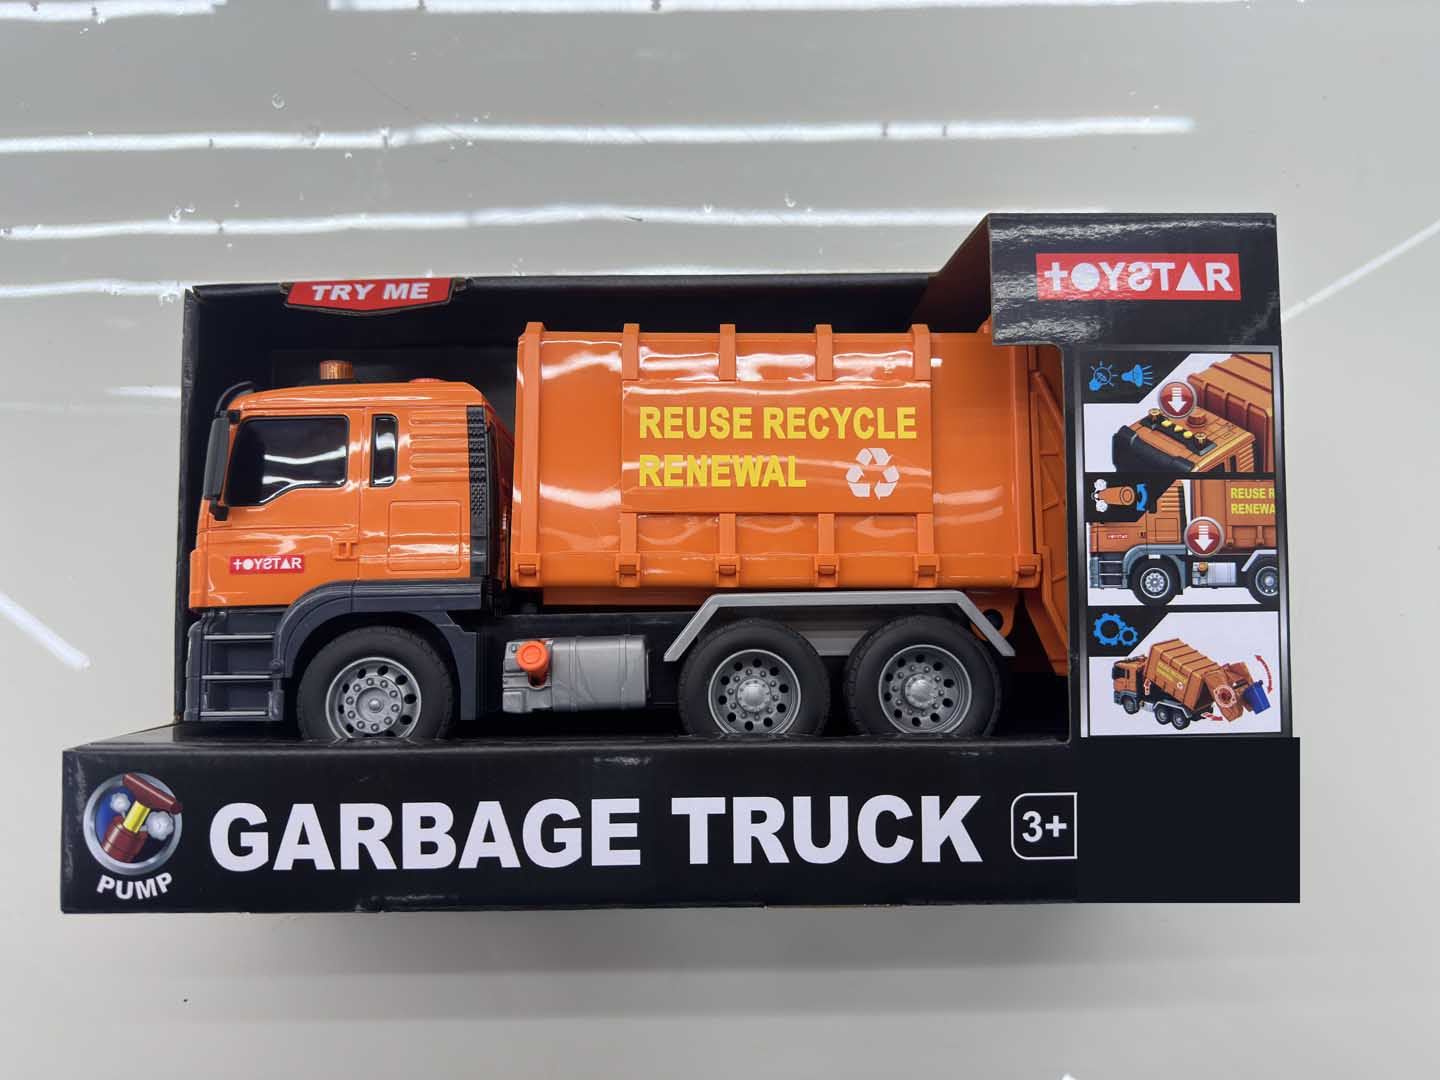 TRY ME
TOYSTAR
REUSE RECYCLE
RENEWAL
TOYSTAR
REUSE R
RENEWA
PUMP
GARBAGE TRUCK
3+